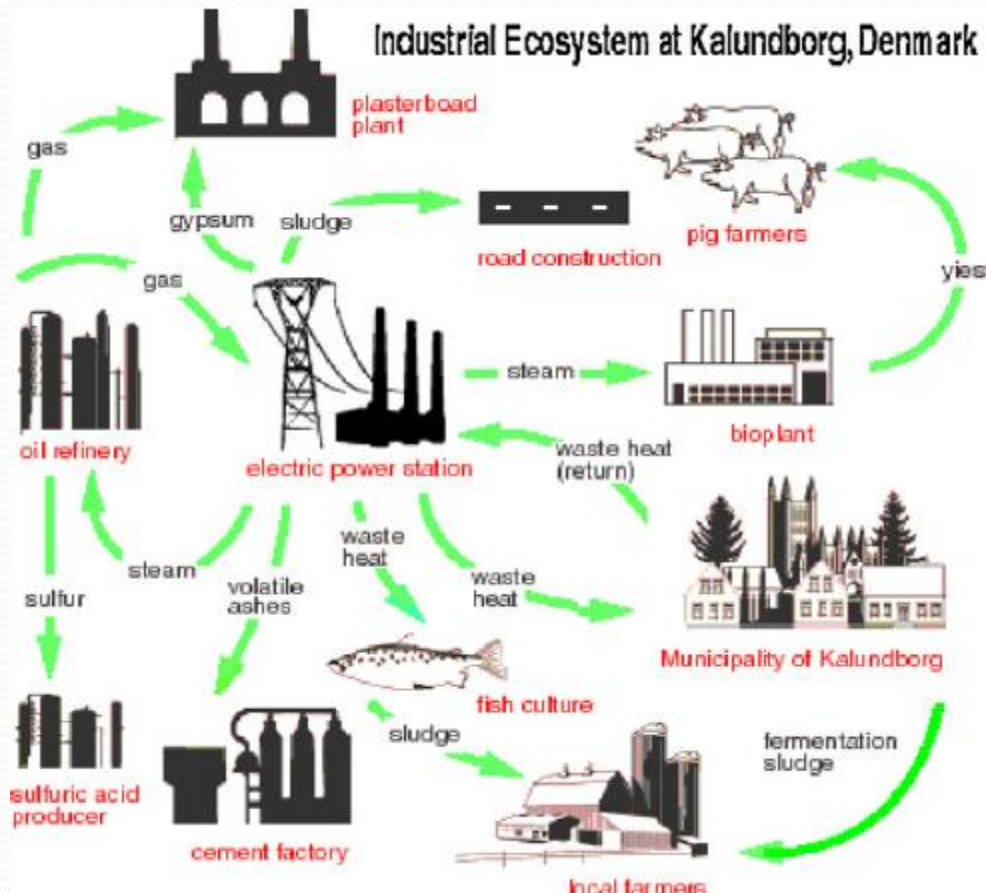 Industrial Ecosystem at Kalundborg, Denmark
plasterboad
plant
gas
gypsum
sludge
road construction
pig farmers
yiest
gas
steam
oil refinery
electric power station
bioplant
waste heat
(return)
steam
sulfur
volatile
ashes
waste
heat
waste
heat
Municipality of Kalundborg
fish culture
sludge
fermentation
sludge
sulfuric acid
producer
cement factory
local farmers